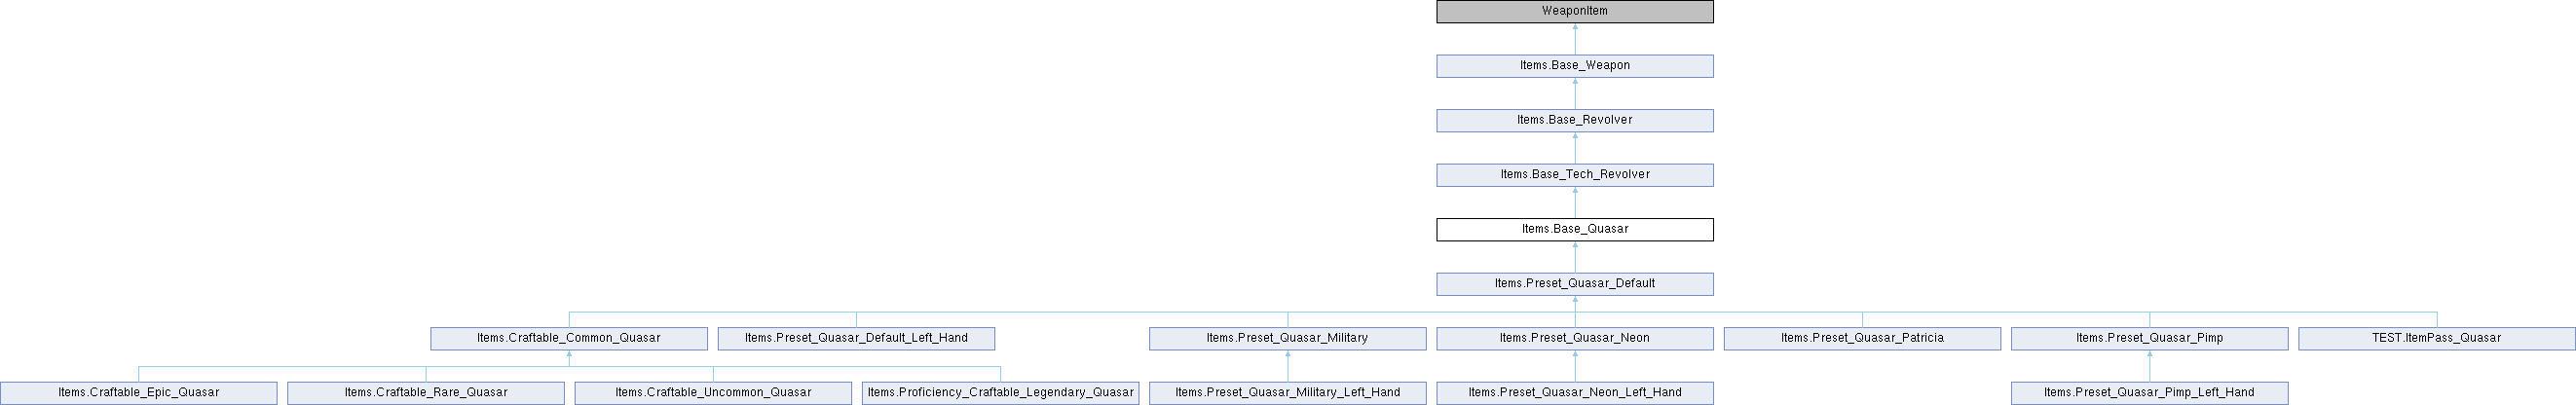 WeaponItem
Items.Base_Weapon
Items.Base_Revolver
Items.Base_Tech_Revolver
Items.Base_Quasar
Items.Preset_Quasar_Default
Items.Craftable_Common_Quasar
Items.Preset_Quasar_Default_Left_Hand
Items.Preset_Quasar_Military
Items.Preset_Quasar_Neon
Items.Preset_Quasar_Patricia
Items.Preset_Quasar_Pimp
TEST.ItemPass_Quasar
Items.Craftable_Epic_Quasar
Items.Craftable_Rare_Quasar
Items.Craftable_Uncommon_Quasar
Items.Proficiency_Craftable_Legendary_Quasar
Items.Preset_Quasar_Military_Left_Hand
Items.Preset_Quasar_Neon_Left_Hand
Items.Preset_Quasar_Pimp_Left_Hand